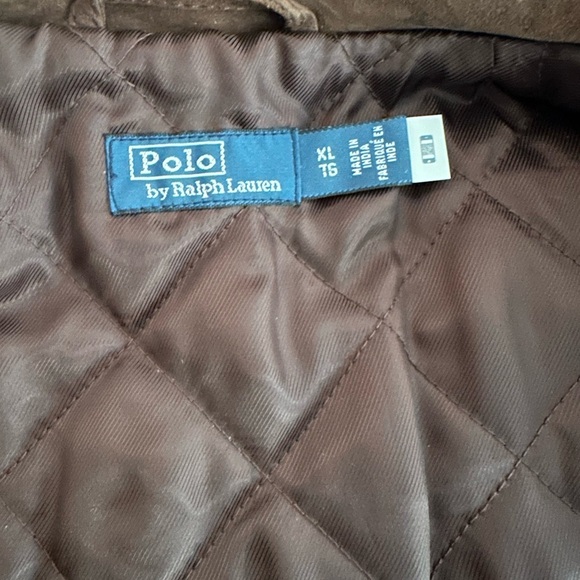 Polo
by Ralph Lauren
XL
TG
MADE IN
INDIA
FABRIQUÉ EN
INDE